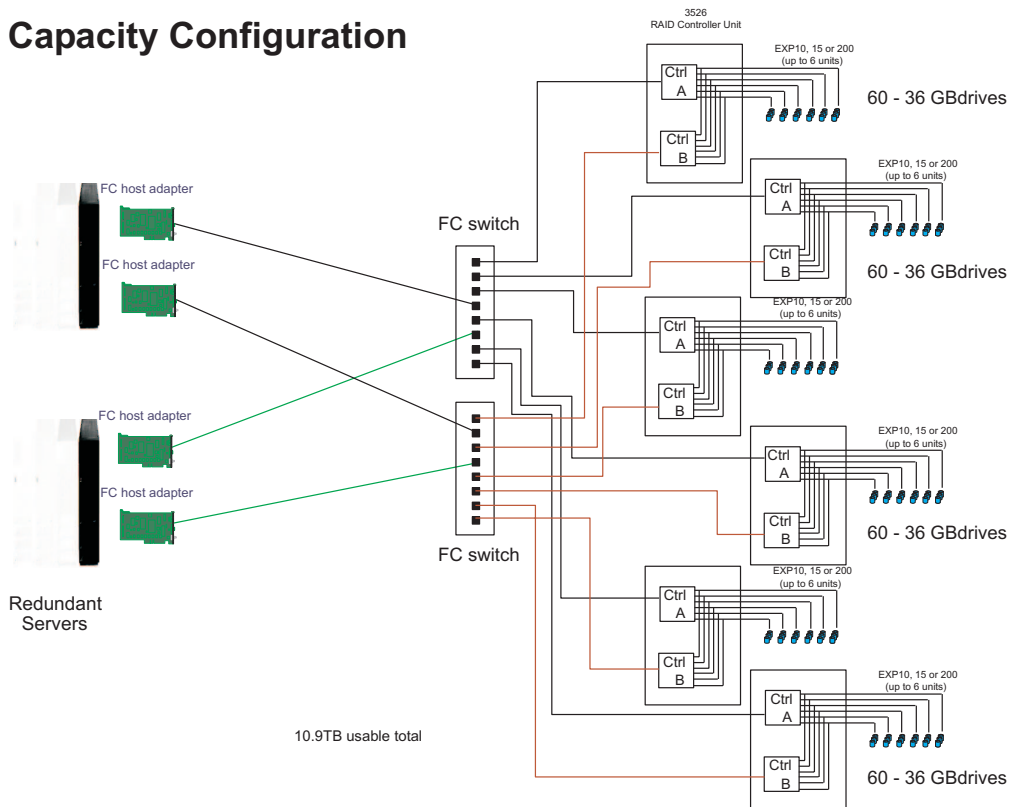 Capacity Configuration
3526
RAID Controller Unit
EXP10, 15 or 200
(up to 6 units)
Ctrl
A
60 - 36 GBdrives
Ctrl
B
EXP10, 15 or 200
(up to 6 units)
Ctrl
A
FC host adapter
FC switch
Ctrl
B
60 - 36 GBdrives
FC host adapter
EXP10, 15 or 200
(up to 6 units)
Ctrl
A
Ctrl
B
FC host adapter
EXP10, 15 or 200
(up to 6 units)
Ctrl
A
FC host adapter
Ctrl
B
60 - 36 GBdrives
FC switch
EXP10, 15 or 200
(up to 6 units)
Redundant
Servers
Ctrl
A
Ctrl
B
EXP10, 15 or 200
(up to 6 units)
Ctrl
A
10.9TB usable total
Ctrl
B
60 - 36 GBdrives